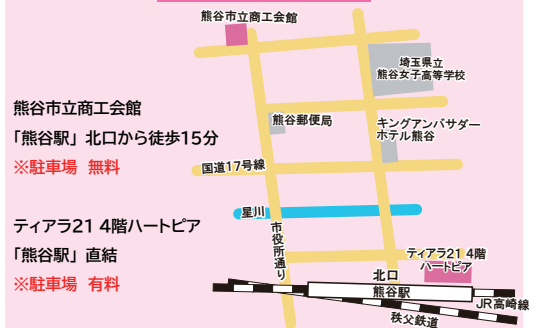 熊谷市立商工会館
埼玉県立
熊谷女子高等学校
熊谷市立商工会館
「熊谷駅」北口から徒歩15分
※駐車場 無料
熊谷郵便局
キングアンバサダー
ホテル熊谷
国道17号線
星川
市役所通り
ティアラ21 4階ハートピア
「熊谷駅」直結
※駐車場 有料
ティアラ21 4階
ハートピア
北口
熊谷駅
JR高崎線
秩父鉄道